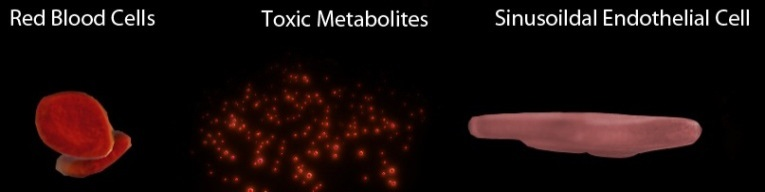 Red Blood Cells
Toxic Metabolites
Sinusoildal Endothelial Cell